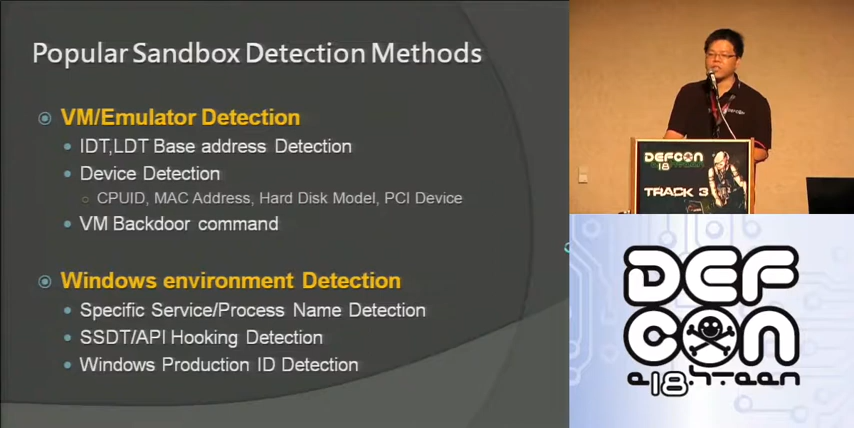 Popular Sandbox Detection Methods
VM/Emulator Detection
IDT,LDT Base address Detection
Device Detection
CPUID, MAC Address, Hard Disk Model, PCI Device
VM Backdoor command
Windows environment Detection
Specific Service/Process Name Detection
SSDT/API Hooking Detection
Windows Production ID Detection
DEFCON
18
TRACK 3
DEF
CON
e18hteen